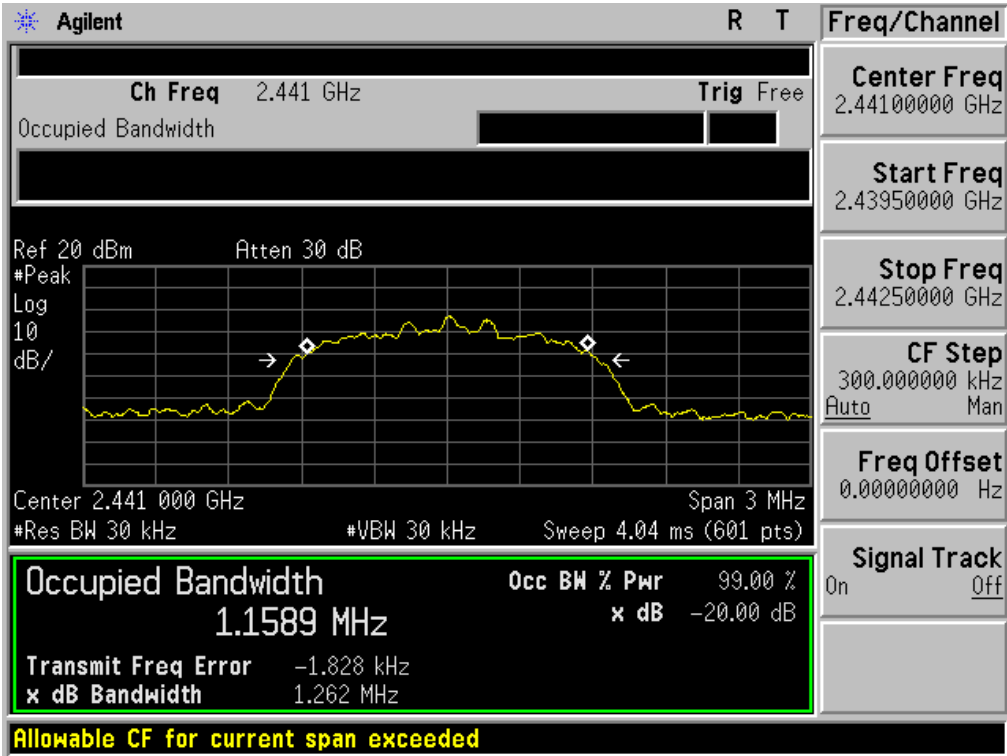 Agilent R T
Ch Freq 2.441 GHz Trig Free
Occupied Bandwidth
Ref 20 dBm Atten 30 dB
#Peak
Log
10
dB/
Center 2.441 000 GHz Span 3 MHz
#Res BW 30 kHz #VBW 30 kHz Sweep 4.04 ms (601 pts)
Occupied Bandwidth
1.1589 MHz
Occ BW % Pwr 99.00 %
x dB -20.00 dB
Transmit Freq Error -1.828 kHz
x dB Bandwidth 1.262 MHz
Allowable CF for current span exceeded
Freq/Channel
Center Freq
2.44100000 GHz
Start Freq
2.43950000 GHz
Stop Freq
2.44250000 GHz
CF Step
300.000000 kHz
Auto Man
Freq Offset
0.00000000 Hz
Signal Track
On Off